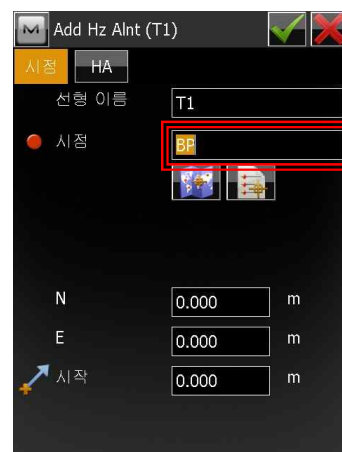 Add Hz Alnt (T1)
시점 HA
선형 이름 T1
시점 BP
N 0.000 m
E 0.000 m
시작 0.000 m